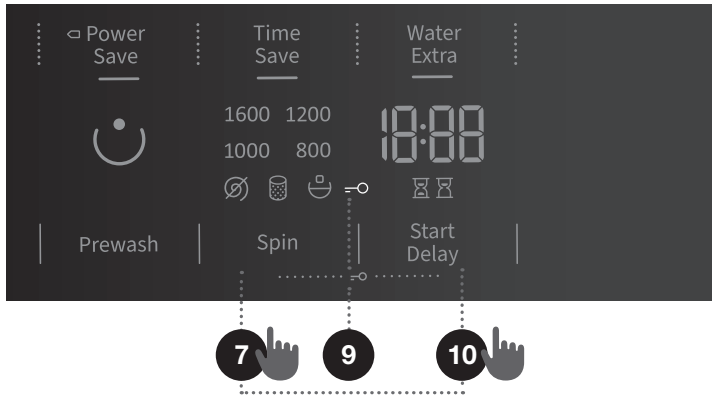 Power
Save
Time
Save
Water
Extra
1600 1200
1000 800
18:88
Prewash
Spin
Start
Delay
7
9
10